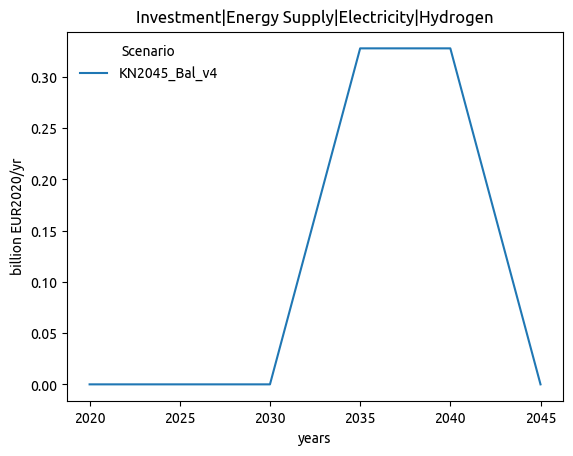 Investment|Energy Supply|Electricity|Hydrogen
Scenario
KN2045_Bal_v4
0.30
0.25
0.20
0.15
0.10
0.05
0.00
billion EUR2020/yr
2020 2025 2030 2035 2040 2045
years